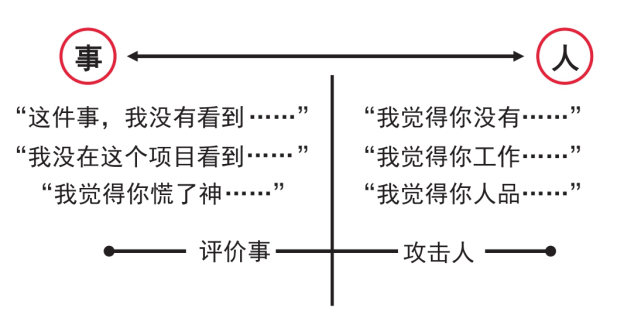 事 人
“这件事，我没有看到……” “我觉得你没有……”
“我没在这个项目看到……” “我觉得你工作……”
“我觉得你慌了神……” “我觉得你人品……”
评价事 攻击人